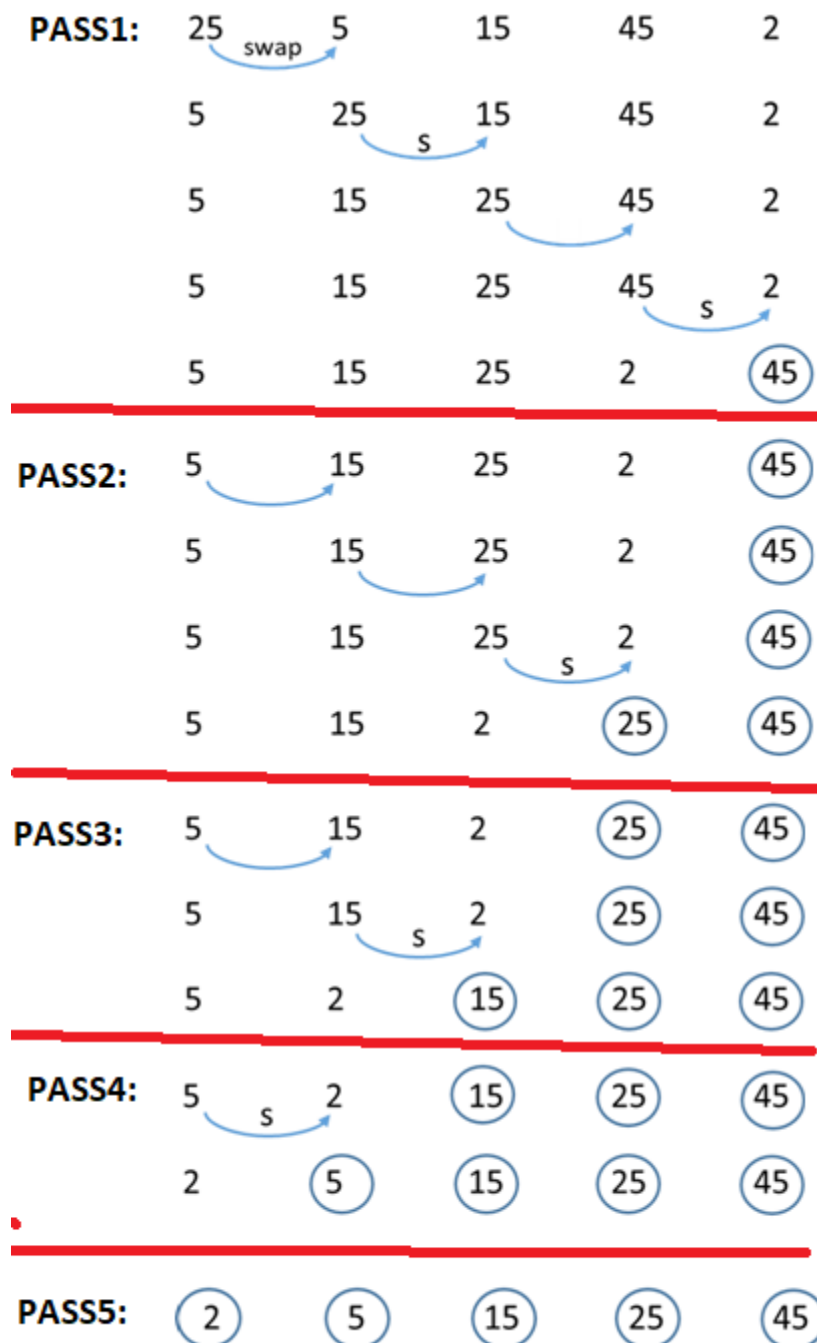 PASS1: 25 5 15 45 2
swap
5 25 15 45 2
s
5 15 25 45 2
5 15 25 45 2
s
5 15 25 2 45
PASS2: 5 15 25 2 45
5 15 25 2 45
5 15 25 2 45
s
5 15 2 25 45
PASS3: 5 15 2 25 45
5 15 2 25 45
s
5 2 15 25 45
PASS4: 5 2 15 25 45
s
2 5 15 25 45
PASS5: 2 5 15 25 45